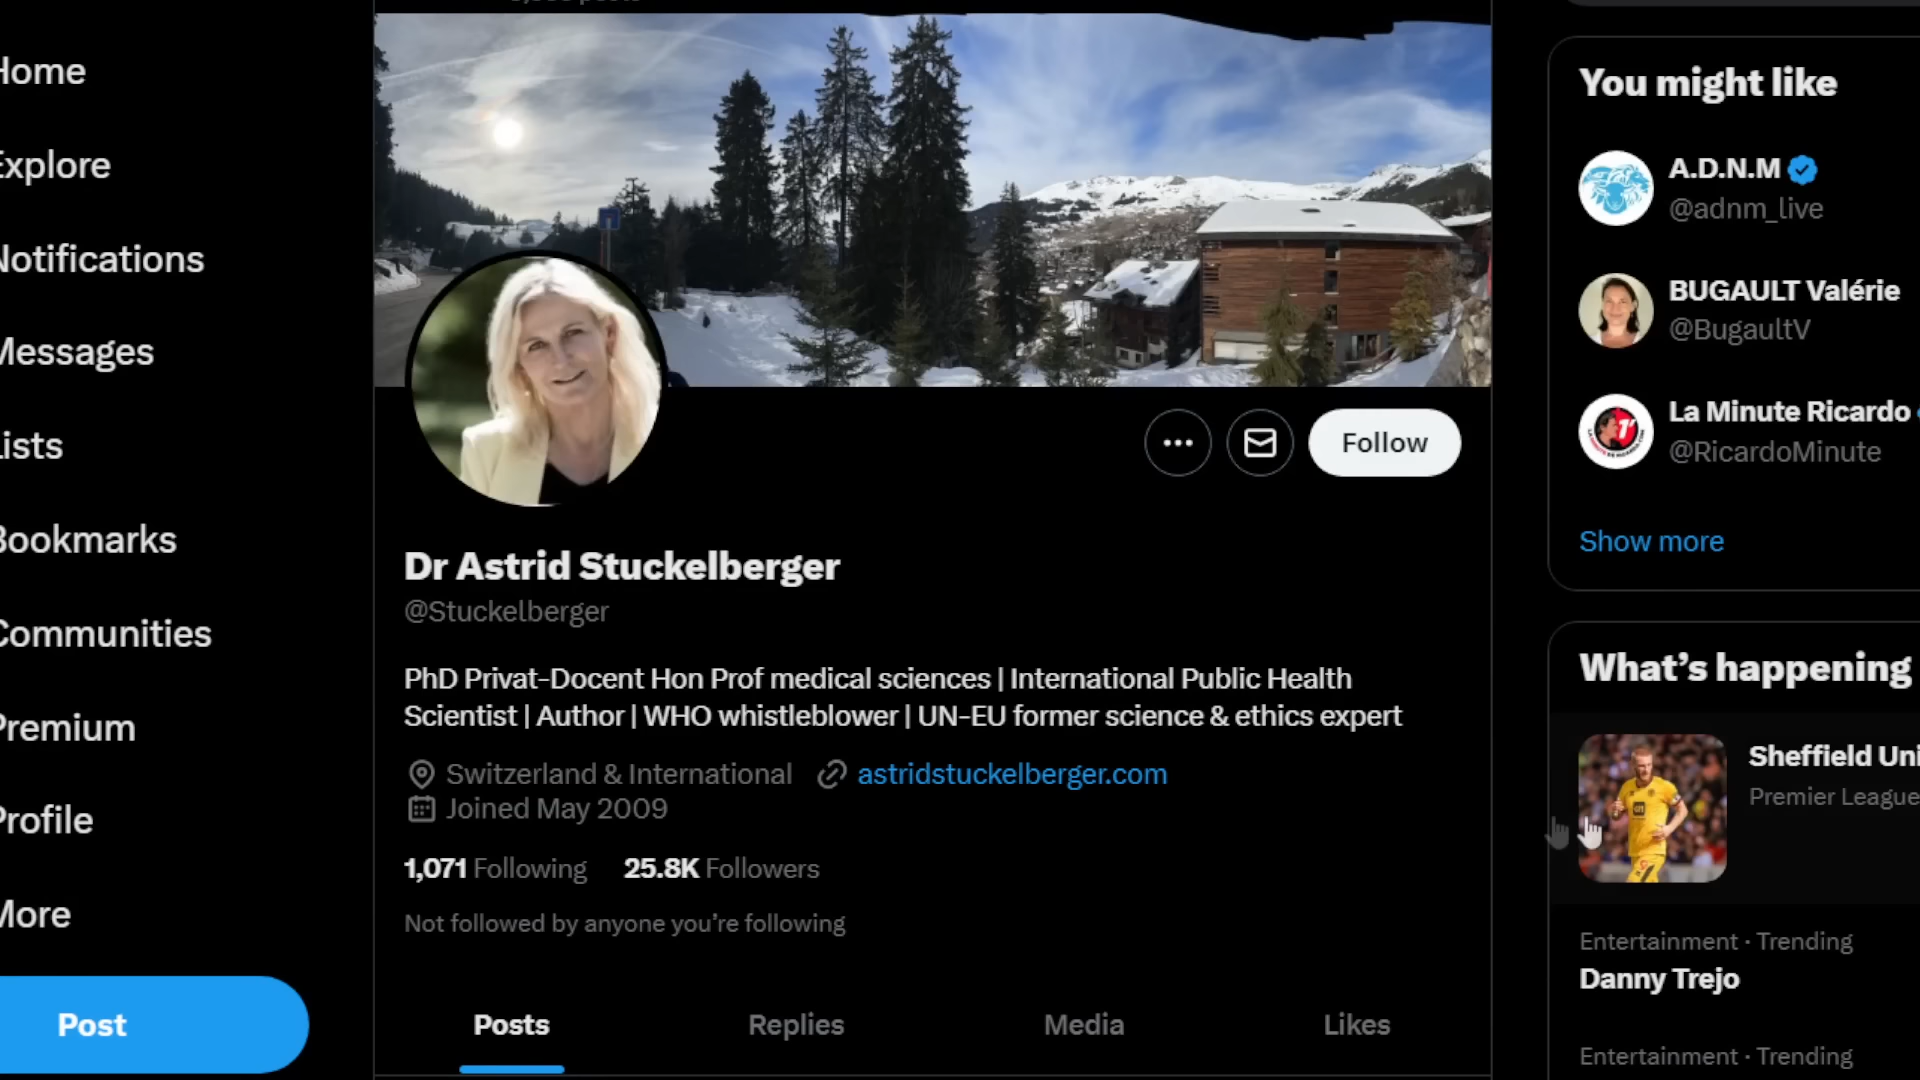 Home
Explore
Notifications
Messages
Lists
Bookmarks
Communities
Premium
Profile
More
Post
Follow
Dr Astrid Stuckelberger
@Stuckelberger
PhD Privat-Docent Hon Prof medical sciences | International Public Health
Scientist | Author | WHO whistleblower | UN-EU former science & ethics expert
Switzerland & International astridstuckelberger.com
Joined May 2009
1,071 Following 25.8K Followers
Not followed by anyone you're following
Posts Replies Media Likes
You might like
A.D.N.M
@adnm_live
BUGAULT Valérie
@BugaultV
La Minute Ricardo
@RicardoMinute
Show more
What's happening
Sheffield Uni
Premier League
Entertainment · Trending
Danny Trejo
Entertainment · Trending